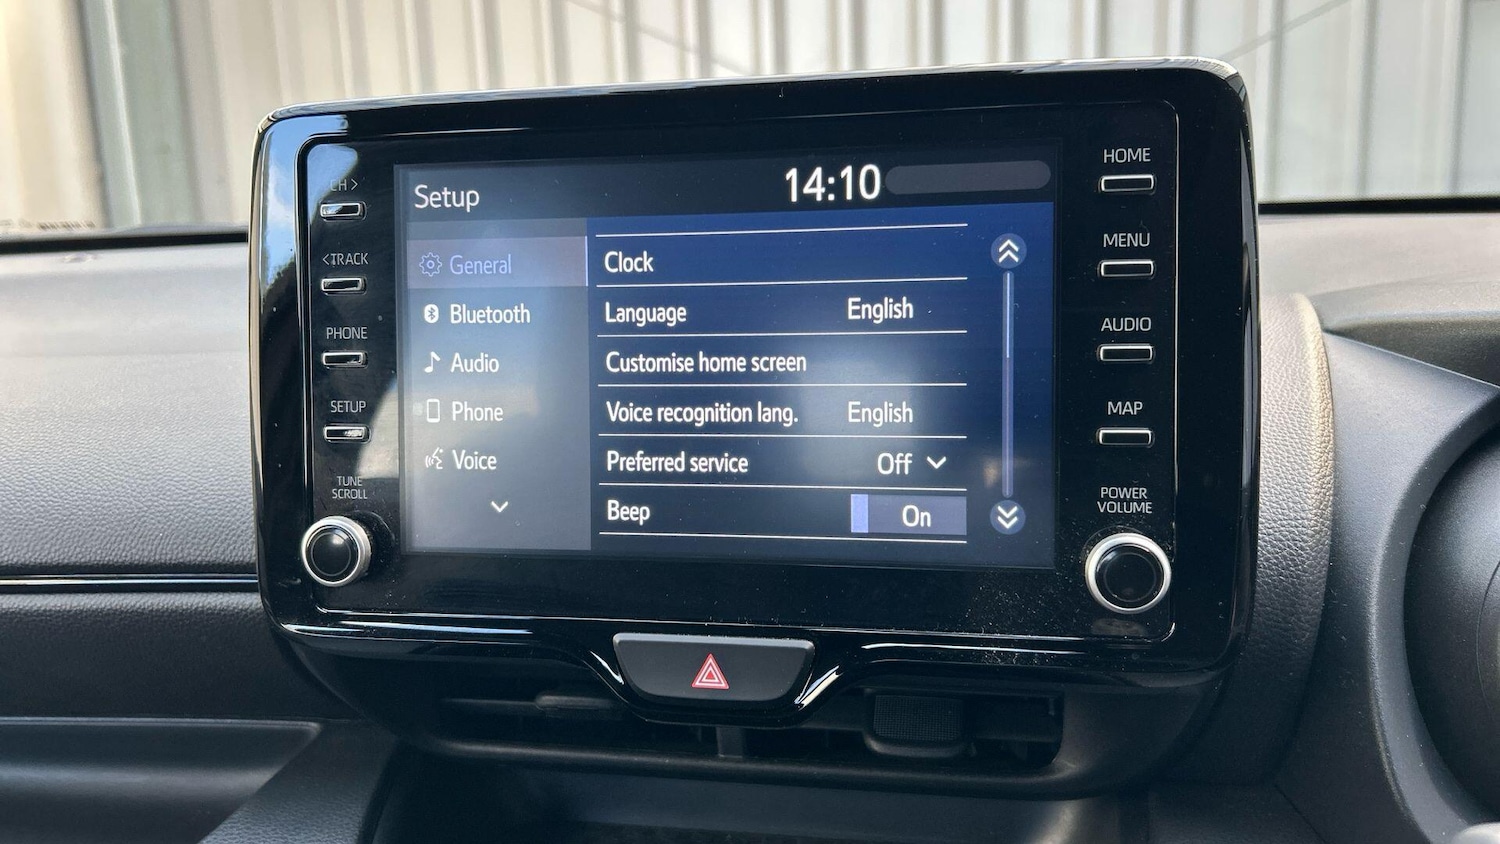 CH >
<TRACK
PHONE
SETUP
TUNE
SCROLL
Setup
14:10
General
Bluetooth
Audio
Phone
Voice
Clock
Language English
Customise home screen
Voice recognition lang. English
Preferred service Off
Beep On
HOME
MENU
AUDIO
MAP
POWER
VOLUME